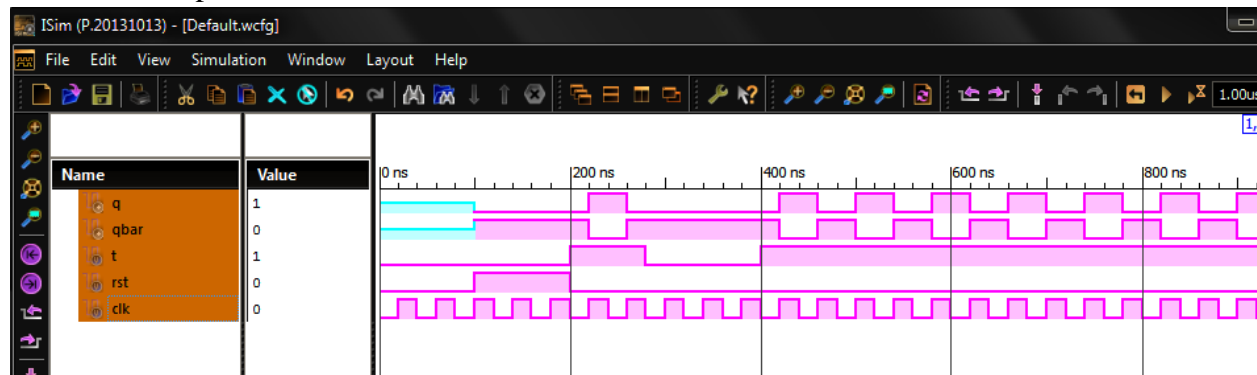 ISim (P.20131013) - [Default.wcfg]
File Edit View Simulation Window Layout Help
1.00us
Name Value 0 ns 200 ns 400 ns 600 ns 800 ns
q 1
qbar 0
t 1
rst 0
clk 0